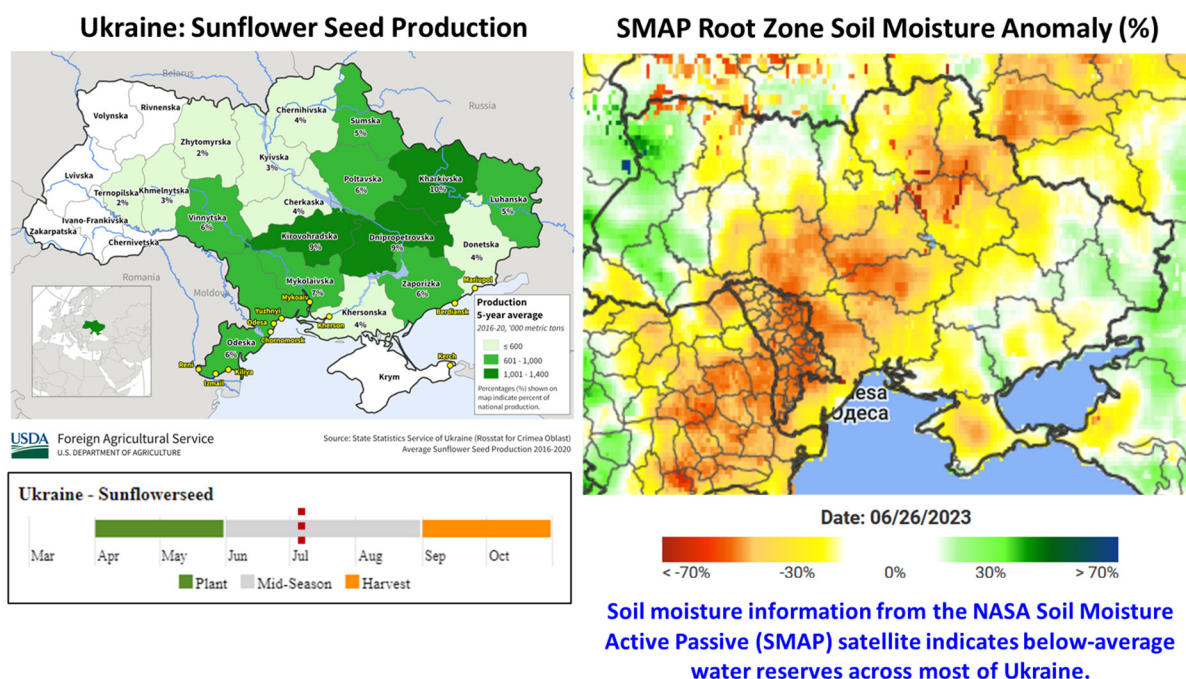 Ukraine: Sunflower Seed Production
Belarus
Russia
Volynska
Rivnenska
Chernihivska
4%
Sumska
5%
Zhytomyrska
2%
Kyivska
3%
Lvivska
Ternopilska
2%
Khmelnytska
3%
Poltavska
6%
Kharkivska
10%
Luhanska
5%
Cherkaska
4%
Vinnytska
6%
Ivano-Frankivska
Zakarpatska
Chernivetska
Kirovohradska
9%
Dnipropetrovska
9%
Donetska
4%
Romania
Moldova
Mykolaivska
7%
Zaporizka
6%
Mariupol
Mykoaiv
Berdiansk
Yuzhnyi
Odesa
Chornomorsk
Kherson
Khersonska
4%
Odeska
6%
Reni
Izmail
Kiliya
Krym
Kerch
Production
5-year average
2016-20, '000 metric tons
≤ 600
601 - 1,000
1,001 - 1,400
Percentages (%) shown on
map indicate percent of
national production.
USDA
Foreign Agricultural Service
U.S. DEPARTMENT OF AGRICULTURE
Source: State Statistics Service of Ukraine (Rosstat for Crimea Oblast)
Average Sunflower Seed Production 2016-2020
Ukraine - Sunflowerseed
Mar Apr May Jun Jul Aug Sep Oct
Plant Mid-Season Harvest
SMAP Root Zone Soil Moisture Anomaly (%)
esa
Одеса
Date: 06/26/2023
< -70% -30% 0% 30% > 70%
Soil moisture information from the NASA Soil Moisture
Active Passive (SMAP) satellite indicates below-average
water reserves across most of Ukraine.